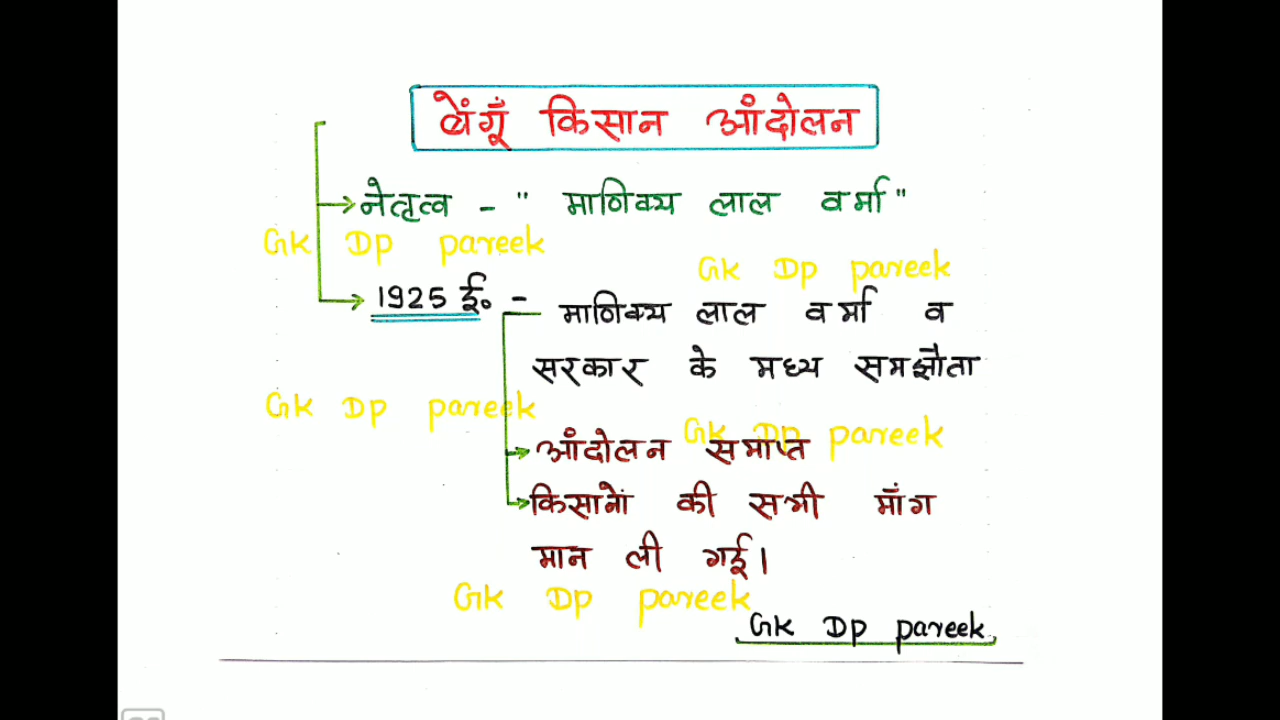 बेंगूँ किसान आंदोलन
नेतृत्व - " माणिक्य लाल वर्मा "
Gk Dp pareek
Gk Dp pareek
1925 ई० - माणिक्य लाल वर्मा व
सरकार के मध्य समझौता
Gk Dp pareek
Gk Dp pareek
आंदोलन समाप्त
किसानों की सभी माँग
मान ली गई।
Gk Dp pareek
Gk Dp pareek